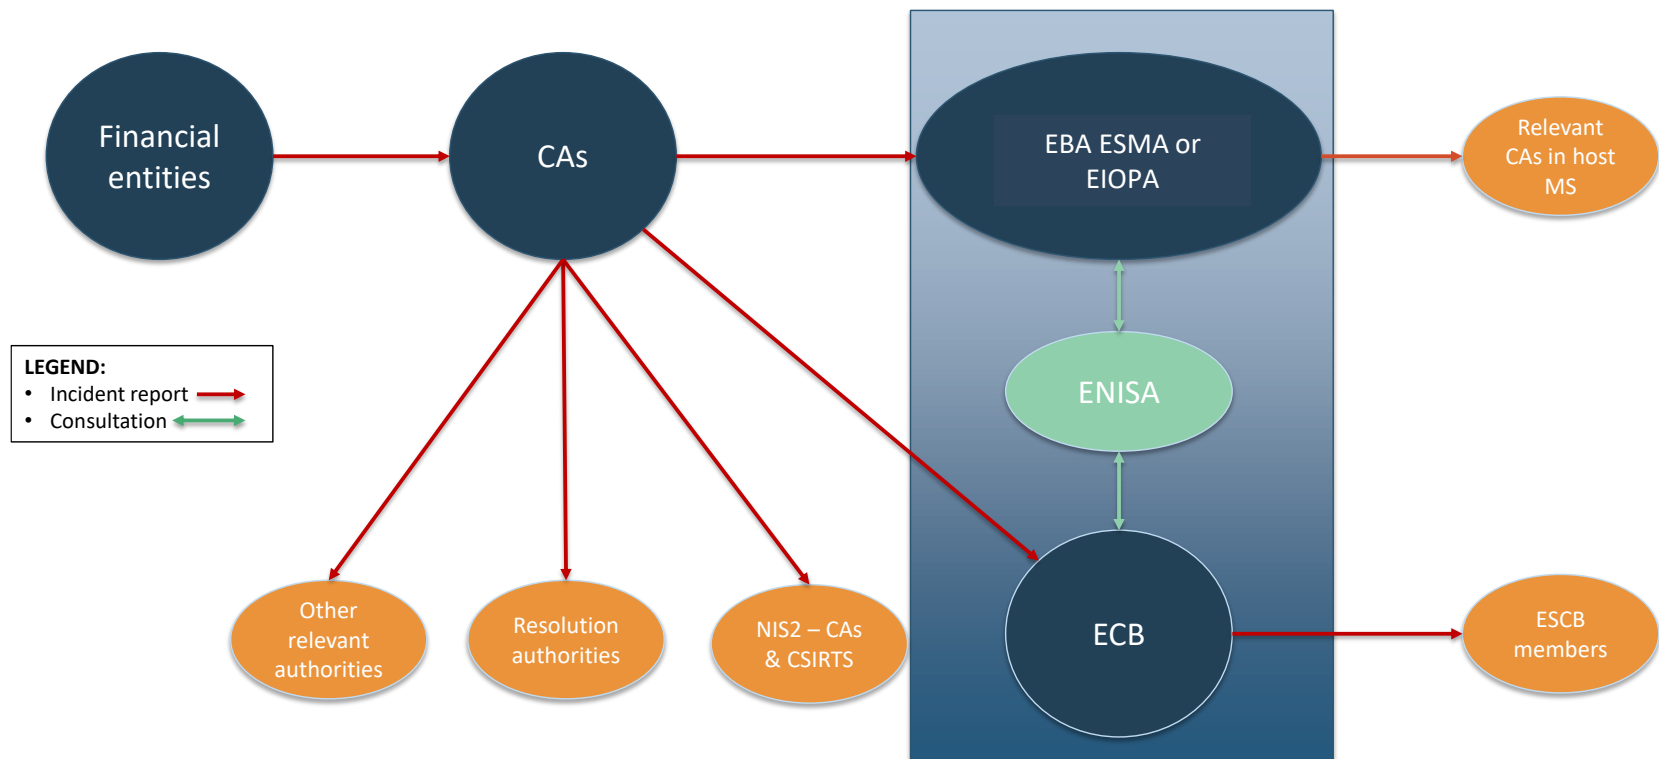 Financial
entities
CAs
EBA ESMA or
EIOPA
Relevant
CAs in host
MS
LEGEND:
• Incident report
• Consultation
ENISA
Other
relevant
authorities
Resolution
authorities
NIS2 – CAs
& CSIRTS
ECB
ESCB
members